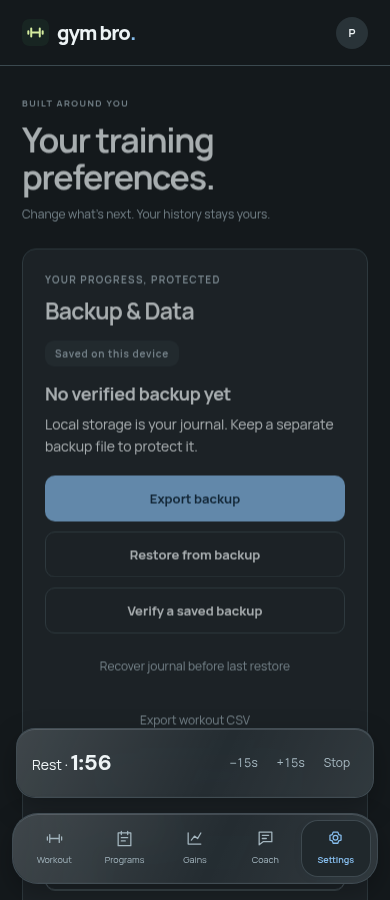 gym bro.
P
BUILT AROUND YOU
Your training
preferences.
Change what's next. Your history stays yours.
YOUR PROGRESS, PROTECTED
Backup & Data
Saved on this device
No verified backup yet
Local storage is your journal. Keep a separate
backup file to protect it.
Export backup
Restore from backup
Verify a saved backup
Recover journal before last restore
Export workout CSV
Rest · 1:56 −15s +15s Stop
Workout Programs Gains Coach Settings